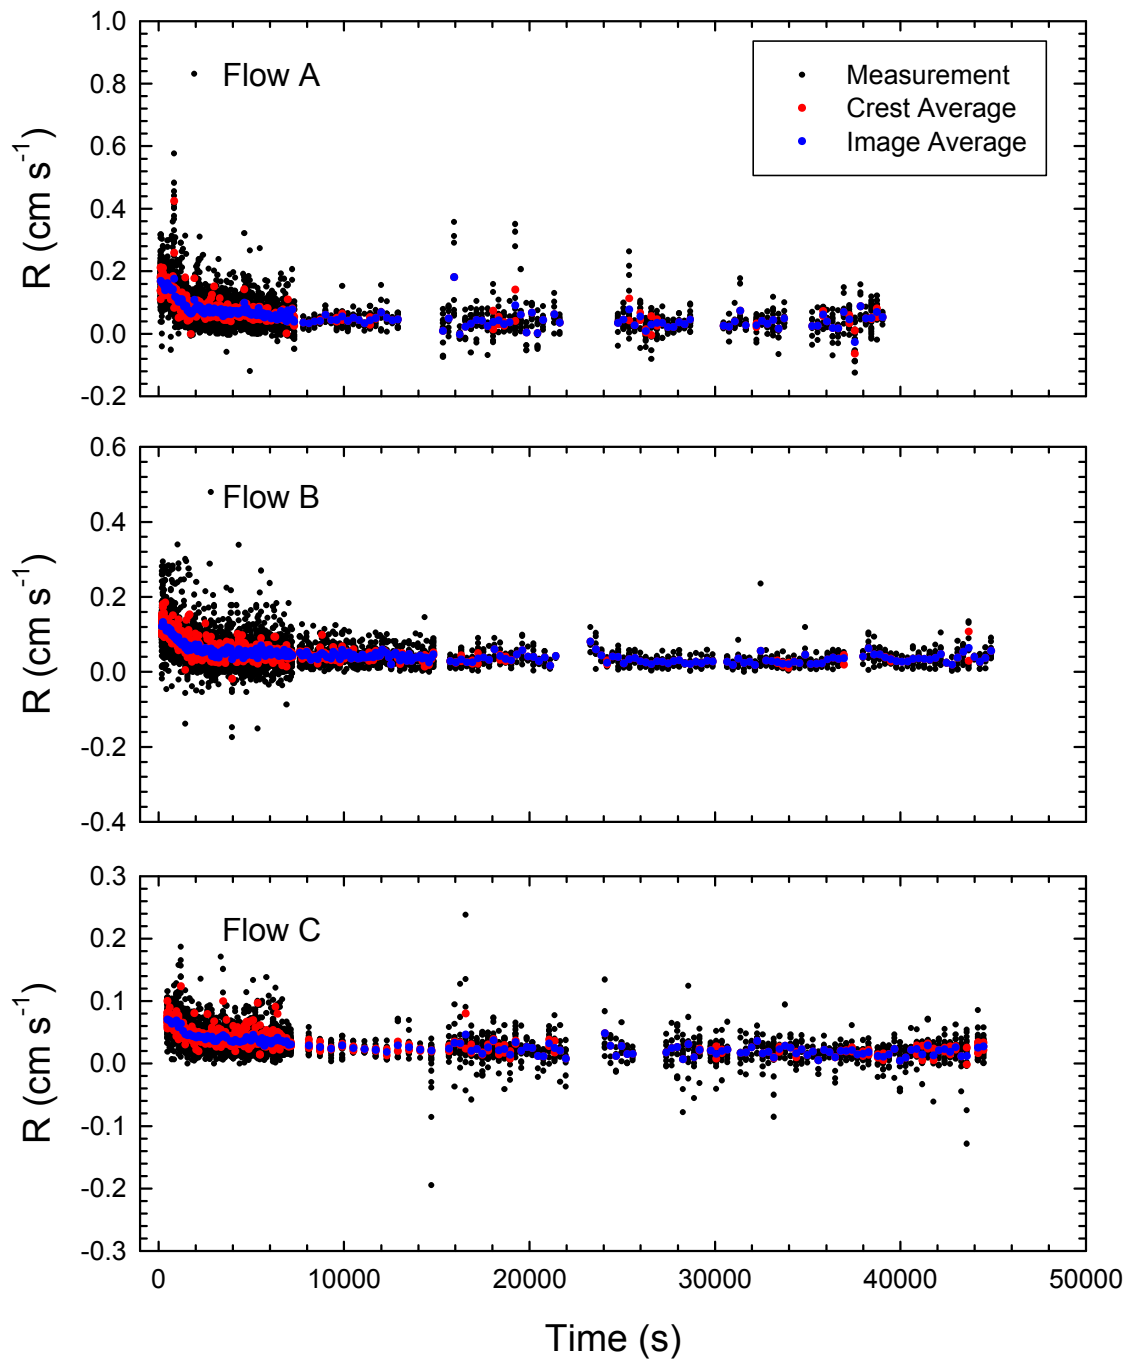 1.0
0.8
0.6
0.4
0.2
0.0
-0.2
R (cm s⁻¹)
Flow A
Measurement
Crest Average
Image Average
0.6
0.4
0.2
0.0
-0.2
-0.4
R (cm s⁻¹)
Flow B
0.3
0.2
0.1
0.0
-0.1
-0.2
-0.3
R (cm s⁻¹)
Flow C
0 10000 20000 30000 40000 50000
Time (s)